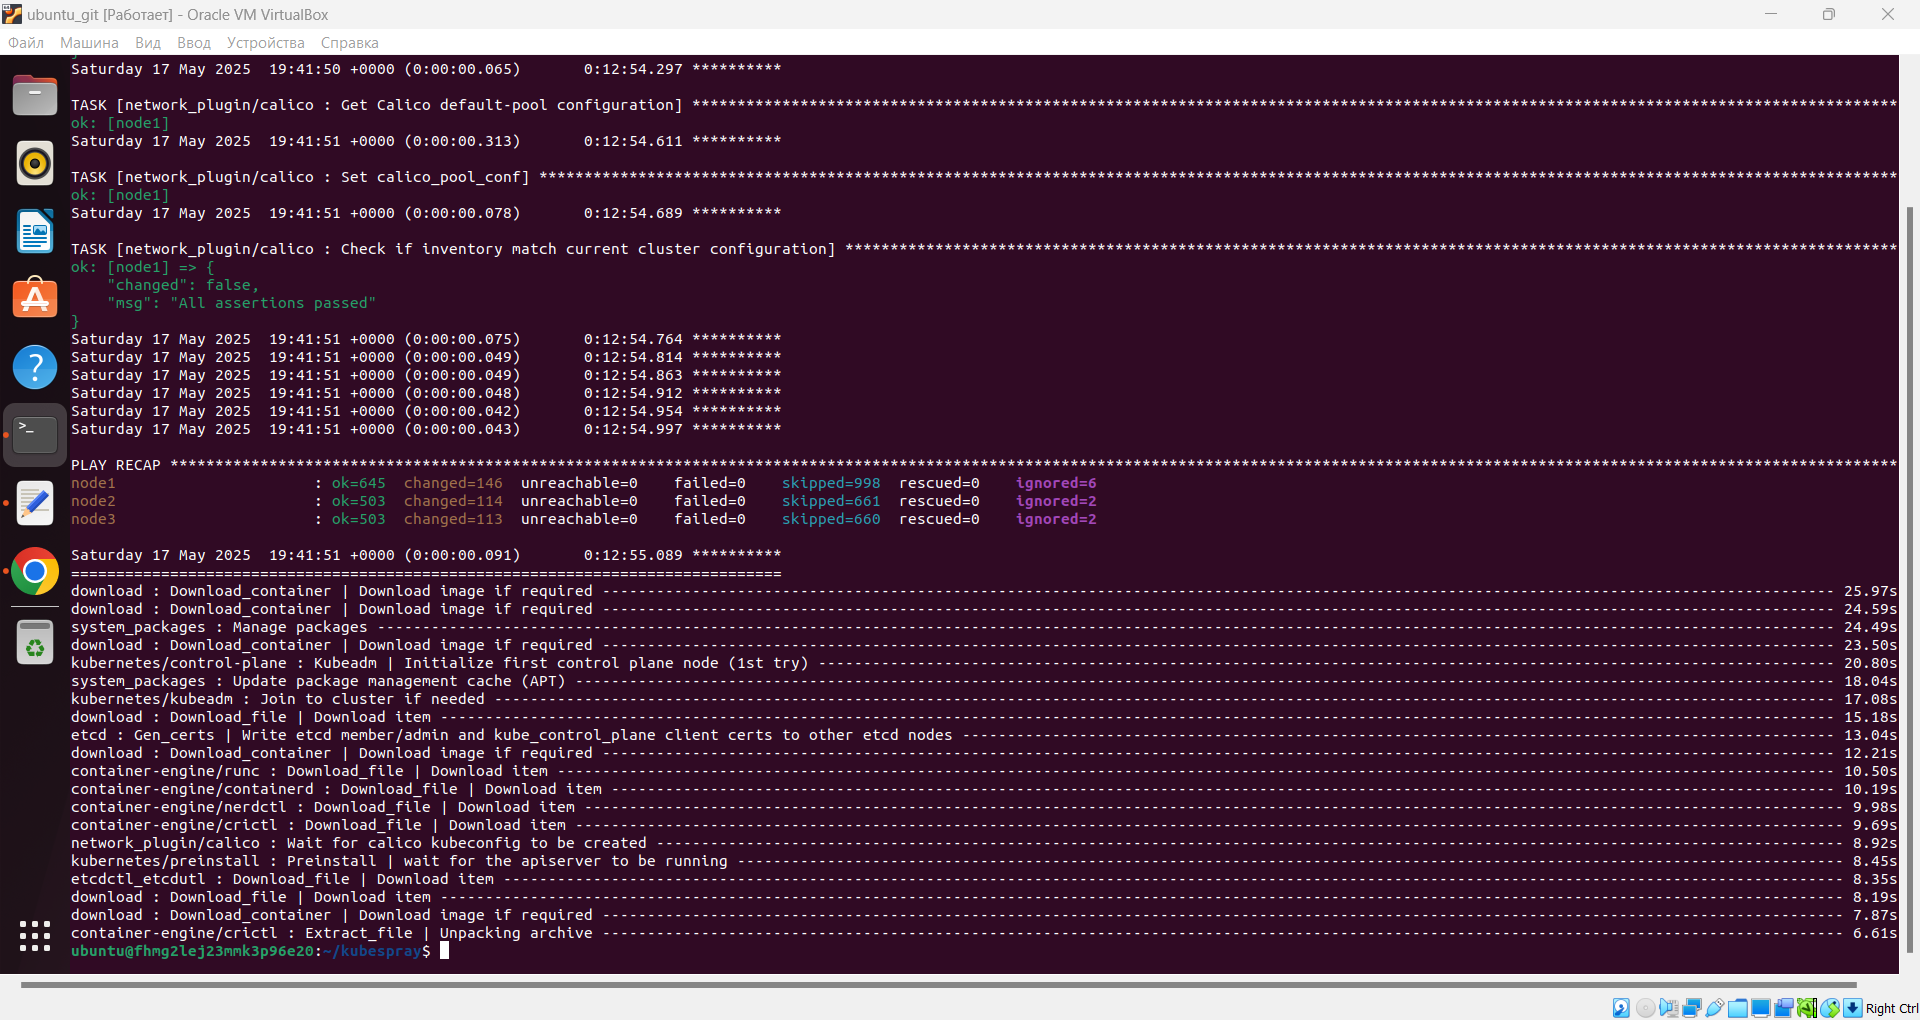 ubuntu_git [Работает] - Oracle VM VirtualBox
Файл Машина Вид Ввод Устройства Справка
}
Saturday 17 May 2025  19:41:50 +0000 (0:00:00.065)       0:12:54.297 **********
TASK [network_plugin/calico : Get Calico default-pool configuration] **************************************************************************************************************************************
ok: [node1]
Saturday 17 May 2025  19:41:51 +0000 (0:00:00.313)       0:12:54.611 **********
TASK [network_plugin/calico : Set calico_pool_conf] *******************************************************************************************************************************************************
ok: [node1]
Saturday 17 May 2025  19:41:51 +0000 (0:00:00.078)       0:12:54.689 **********
TASK [network_plugin/calico : Check if inventory match current cluster configuration] *********************************************************************************************************************
ok: [node1] => {
    "changed": false,
    "msg": "All assertions passed"
}
Saturday 17 May 2025  19:41:51 +0000 (0:00:00.075)       0:12:54.764 **********
Saturday 17 May 2025  19:41:51 +0000 (0:00:00.049)       0:12:54.814 **********
Saturday 17 May 2025  19:41:51 +0000 (0:00:00.049)       0:12:54.863 **********
Saturday 17 May 2025  19:41:51 +0000 (0:00:00.048)       0:12:54.912 **********
Saturday 17 May 2025  19:41:51 +0000 (0:00:00.042)       0:12:54.954 **********
Saturday 17 May 2025  19:41:51 +0000 (0:00:00.043)       0:12:54.997 **********
PLAY RECAP ************************************************************************************************************************************************************************************************
node1                      : ok=645  changed=146  unreachable=0    failed=0    skipped=998  rescued=0    ignored=6
node2                      : ok=503  changed=114  unreachable=0    failed=0    skipped=661  rescued=0    ignored=2
node3                      : ok=503  changed=113  unreachable=0    failed=0    skipped=660  rescued=0    ignored=2
Saturday 17 May 2025  19:41:51 +0000 (0:00:00.091)       0:12:55.089 **********
===============================================================================
download : Download_container | Download image if required ---------------------------------------- 25.97s
download : Download_container | Download image if required ---------------------------------------- 24.59s
system_packages : Manage packages ---------------------------------------- 24.49s
download : Download_container | Download image if required ---------------------------------------- 23.50s
kubernetes/control-plane : Kubeadm | Initialize first control plane node (1st try) ---------------------------------------- 20.80s
system_packages : Update package management cache (APT) ---------------------------------------- 18.04s
kubernetes/kubeadm : Join to cluster if needed ---------------------------------------- 17.08s
download : Download_file | Download item ---------------------------------------- 15.18s
etcd : Gen_certs | Write etcd member/admin and kube_control_plane client certs to other etcd nodes ---------------------------------------- 13.04s
download : Download_container | Download image if required ---------------------------------------- 12.21s
container-engine/runc : Download_file | Download item ---------------------------------------- 10.50s
container-engine/containerd : Download_file | Download item ---------------------------------------- 10.19s
container-engine/nerdctl : Download_file | Download item ---------------------------------------- 9.98s
container-engine/crictl : Download_file | Download item ---------------------------------------- 9.69s
network_plugin/calico : Wait for calico kubeconfig to be created ---------------------------------------- 8.92s
kubernetes/preinstall : Preinstall | wait for the apiserver to be running ---------------------------------------- 8.45s
etcdctl_etcdutl : Download_file | Download item ---------------------------------------- 8.35s
download : Download_file | Download item ---------------------------------------- 8.19s
download : Download_container | Download image if required ---------------------------------------- 7.87s
container-engine/crictl : Extract_file | Unpacking archive ---------------------------------------- 6.61s
ubuntu@fhmg2lej23mmk3p96e20:~/kubespray$
Right Ctrl